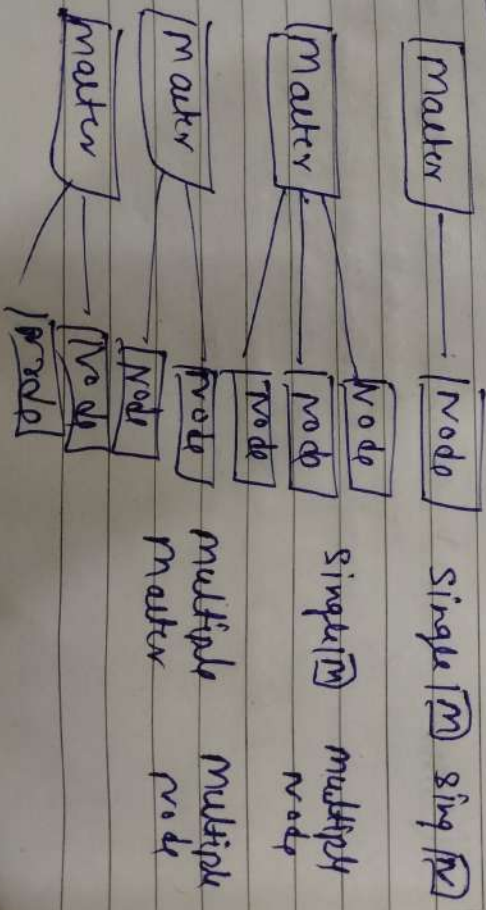 Master Node Single M Sing N
Node
Master Node Single M Multiple
Node
Node
Node Multiple Multiple
Master Node Master Node
Master Node
Node